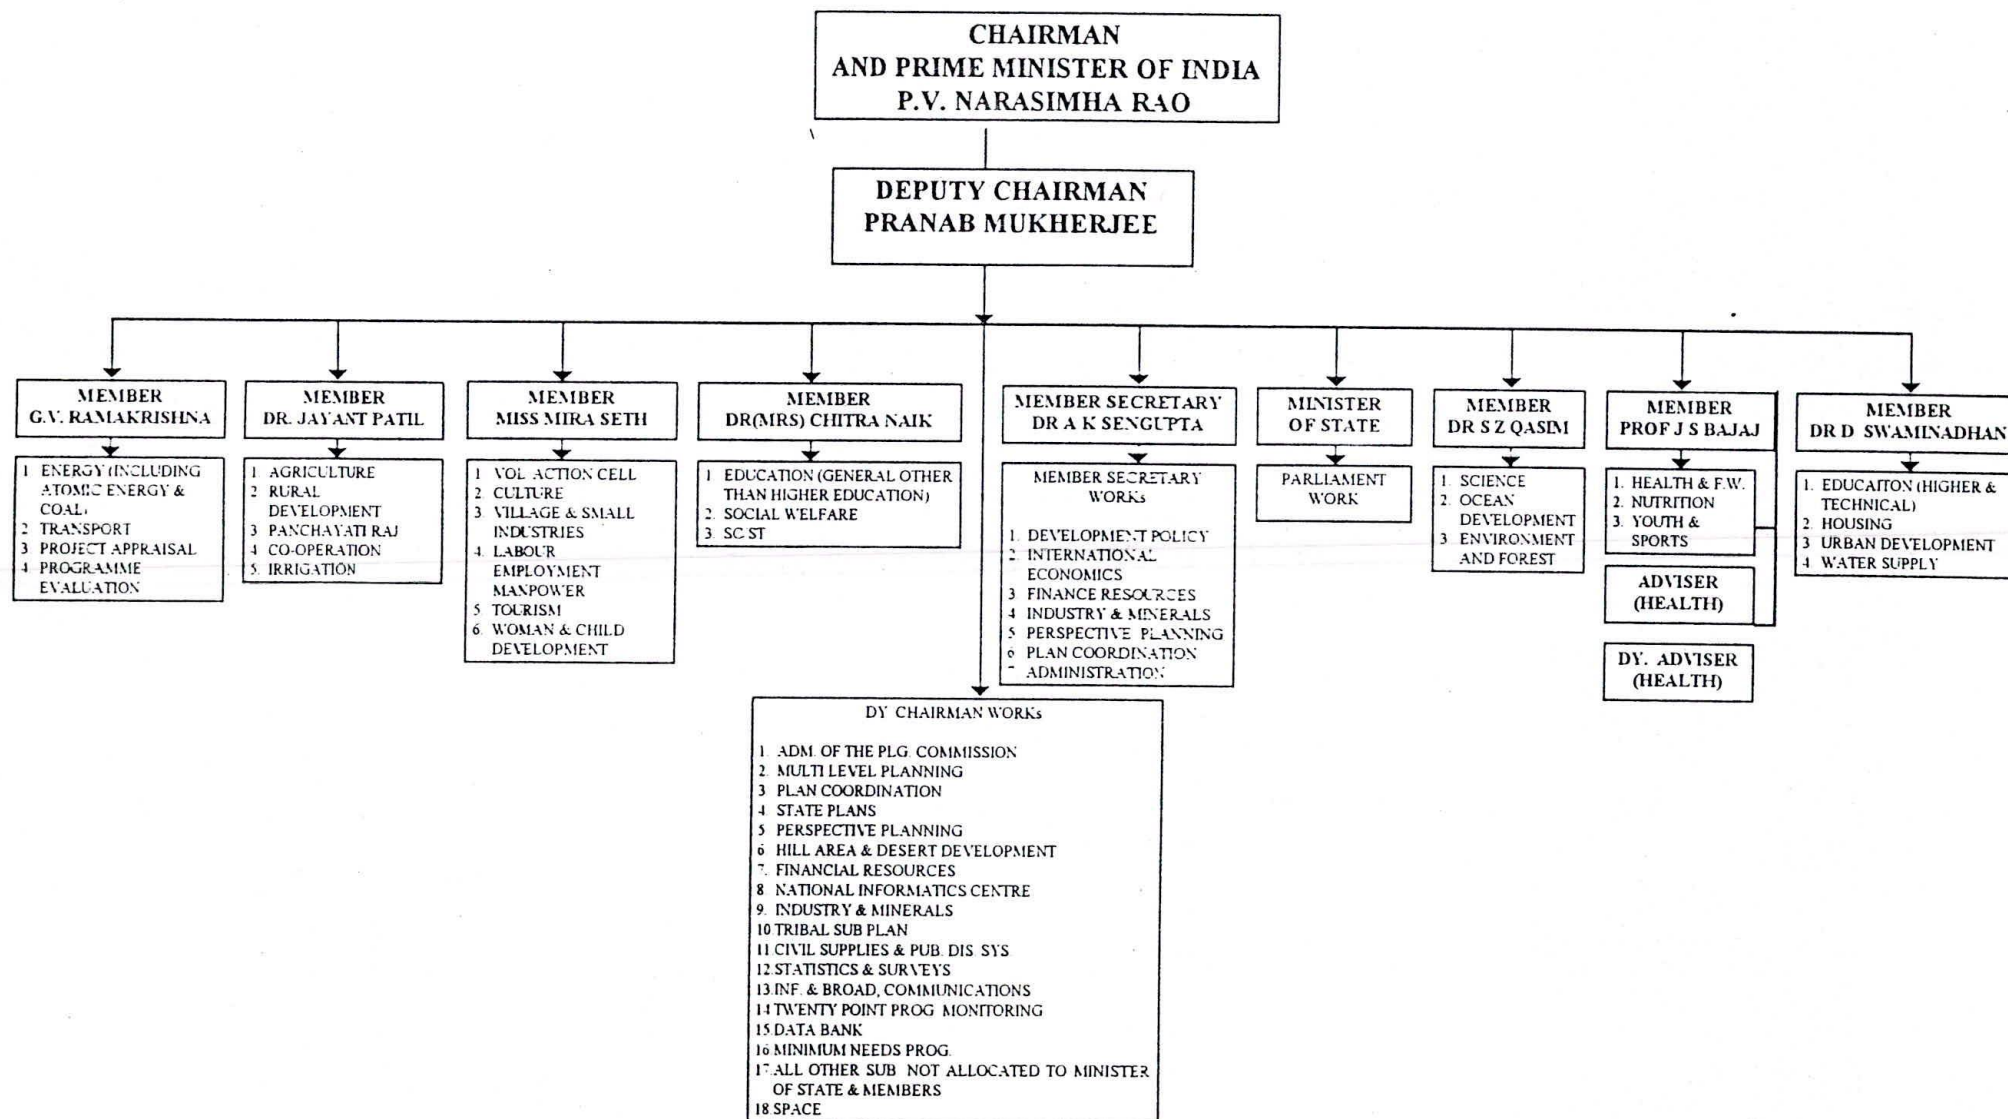 CHAIRMAN
AND PRIME MINISTER OF INDIA
P.V. NARASIMHA RAO
DEPUTY CHAIRMAN
PRANAB MUKHERJEE
MEMBER
G.V. RAMAKRISHNA
1 ENERGY (INCLUDING
ATOMIC ENERGY &
COAL)
2 TRANSPORT
3 PROJECT APPRAISAL
4 PROGRAMME
EVALUATION
MEMBER
DR. JAYANT PATIL
1. AGRICULTURE
2 RURAL
DEVELOPMENT
3 PANCHAYATI RAJ
4 CO-OPERATION
5. IRRIGATION
MEMBER
MISS MIRA SETH
1 VOL ACTION CELL
2 CULTURE
3. VILLAGE & SMALL
INDUSTRIES
4. LABOUR
EMPLOYMENT
MANPOWER
5 TOURISM
6. WOMAN & CHILD
DEVELOPMENT
MEMBER
DR(MRS) CHITRA NAIK
1 EDUCATION (GENERAL OTHER
THAN HIGHER EDUCATION)
2. SOCIAL WELFARE
3. SC ST
MEMBER SECRETARY
DR A K SENGUPTA
MEMBER SECRETARY
WORKs
1. DEVELOPMENT POLICY
2. INTERNATIONAL
ECONOMICS
3 FINANCE RESOURCES
4 INDUSTRY & MINERALS
5 PERSPECTIVE PLANNING
6 PLAN COORDINATION
7 ADMINISTRATION
MINISTER
OF STATE
PARLIAMENT
WORK
MEMBER
DR S Z QASIM
1. SCIENCE
2. OCEAN
DEVELOPMENT
3 ENVIRONMENT
AND FOREST
MEMBER
PROF J S BAJAJ
1. HEALTH & F.W.
2. NUTRITION
3. YOUTH &
SPORTS
ADVISER
(HEALTH)
DY. ADVISER
(HEALTH)
MEMBER
DR D SWAMINADHAN
1. EDUCAITON (HIGHER &
TECHNICAL)
2. HOUSING
3 URBAN DEVELOPMENT
4 WATER SUPPLY
DY CHAIRMAN WORKs
1. ADM. OF THE PLG. COMMISSION
2. MULTI LEVEL PLANNING
3 PLAN COORDINATION
4 STATE PLANS
5 PERSPECTIVE PLANNING
6 HILL AREA & DESERT DEVELOPMENT
7. FINANCIAL RESOURCES
8 NATIONAL INFORMATICS CENTRE
9. INDUSTRY & MINERALS
10.TRIBAL SUB PLAN
11.CIVIL SUPPLIES & PUB. DIS. SYS.
12.STATISTICS & SURVEYS
13.INF. & BROAD, COMMUNICATIONS
14 TWENTY POINT PROG MONITORING
15.DATA BANK
16.MINIMUM NEEDS PROG.
17.ALL OTHER SUB NOT ALLOCATED TO MINISTER
OF STATE & MEMBERS
18.SPACE